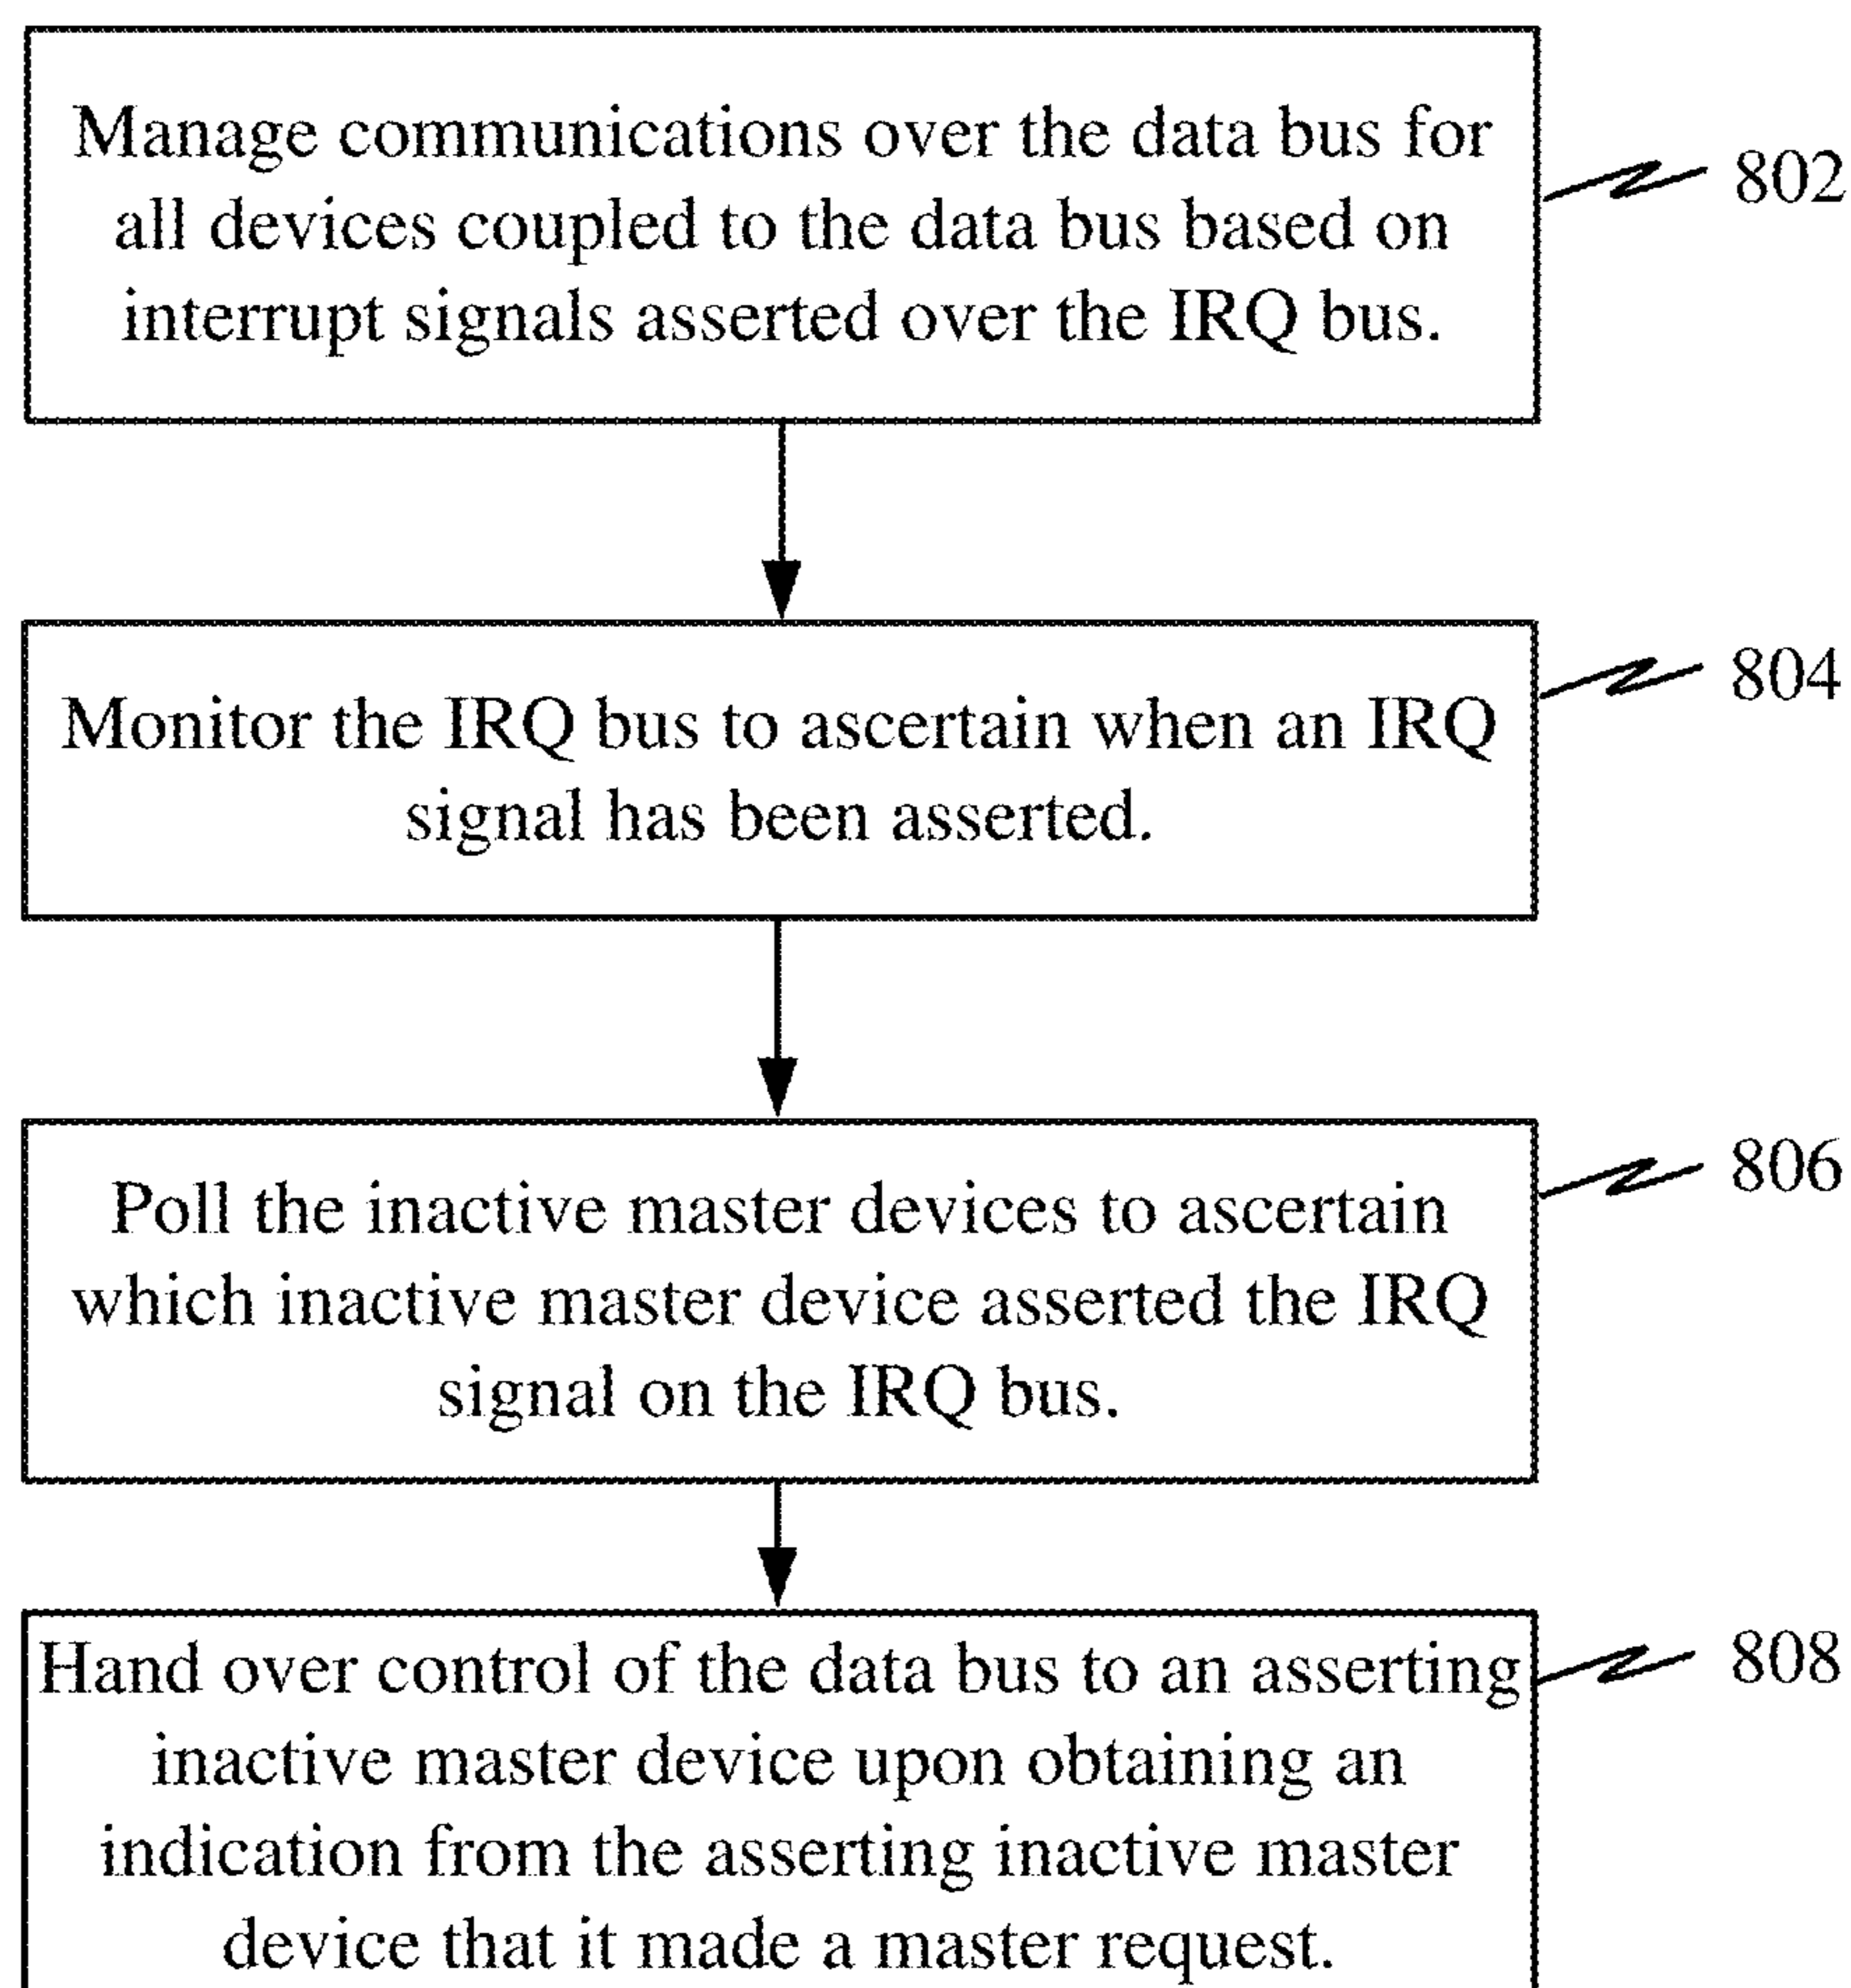 Manage communications over the data bus for
all devices coupled to the data bus based on
interrupt signals asserted over the IRQ bus.
802
Monitor the IRQ bus to ascertain when an IRQ
signal has been asserted.
804
Poll the inactive master devices to ascertain
which inactive master device asserted the IRQ
signal on the IRQ bus.
806
Hand over control of the data bus to an asserting
inactive master device upon obtaining an
indication from the asserting inactive master
device that it made a master request.
808